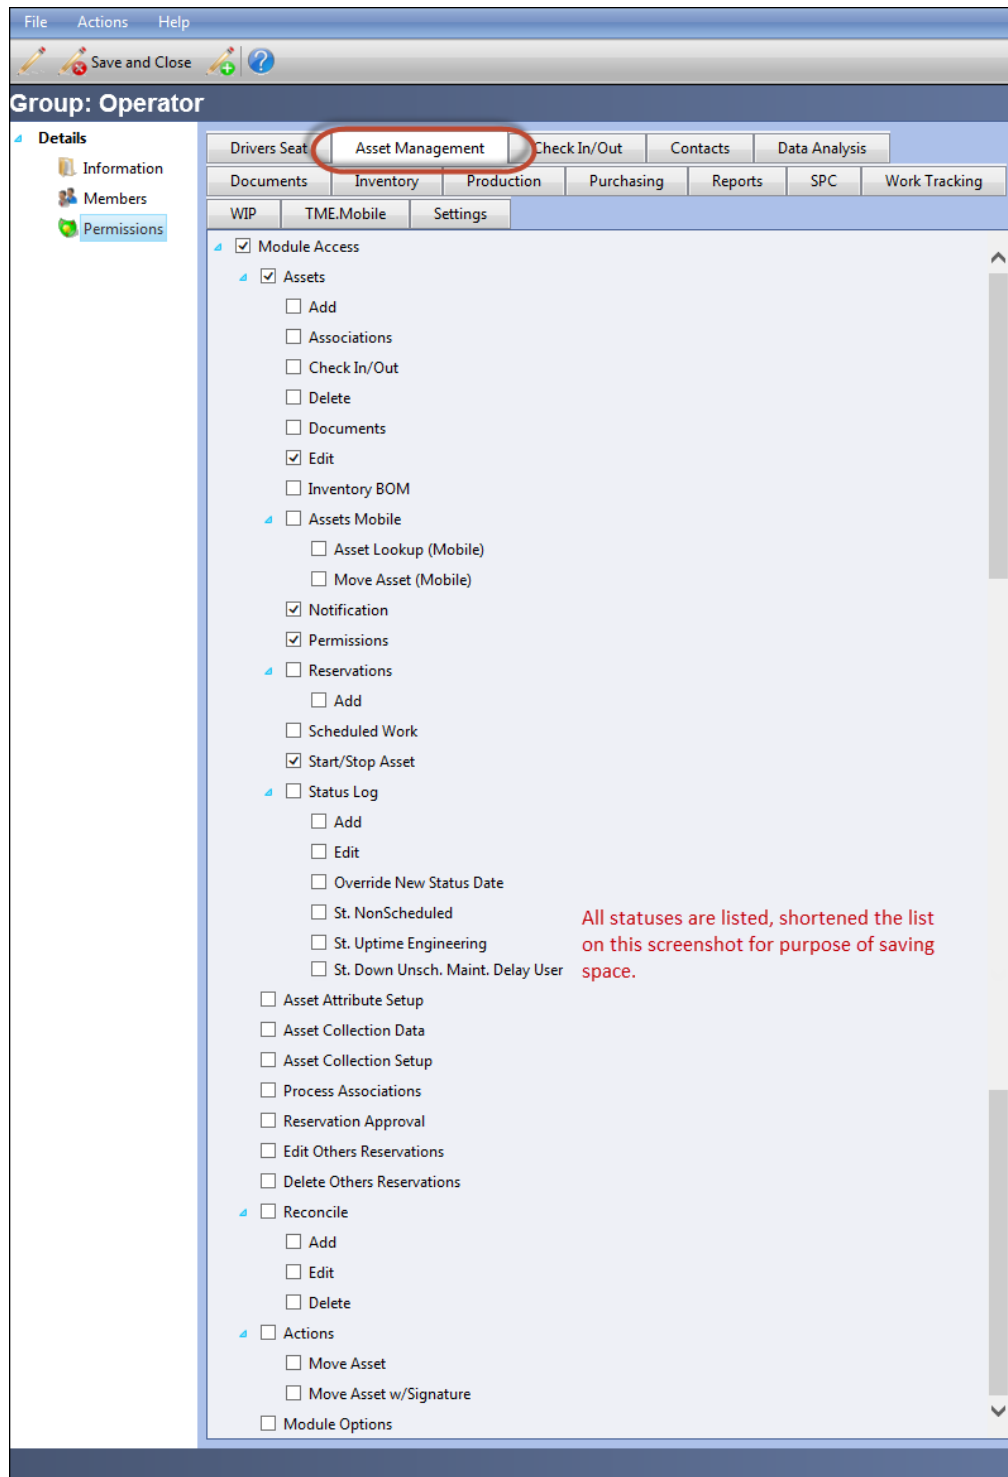 File Actions Help
Save and Close
Group: Operator
Details
Information
Members
Permissions
Drivers Seat Asset Management Check In/Out Contacts Data Analysis
Documents Inventory Production Purchasing Reports SPC Work Tracking
WIP TME.Mobile Settings
Module Access
Assets
Add
Associations
Check In/Out
Delete
Documents
Edit
Inventory BOM
Assets Mobile
Asset Lookup (Mobile)
Move Asset (Mobile)
Notification
Permissions
Reservations
Add
Scheduled Work
Start/Stop Asset
Status Log
Add
Edit
Override New Status Date
St. NonScheduled
St. Uptime Engineering
St. Down Unsch. Maint. Delay User
All statuses are listed, shortened the list
on this screenshot for purpose of saving
space.
Asset Attribute Setup
Asset Collection Data
Asset Collection Setup
Process Associations
Reservation Approval
Edit Others Reservations
Delete Others Reservations
Reconcile
Add
Edit
Delete
Actions
Move Asset
Move Asset w/Signature
Module Options